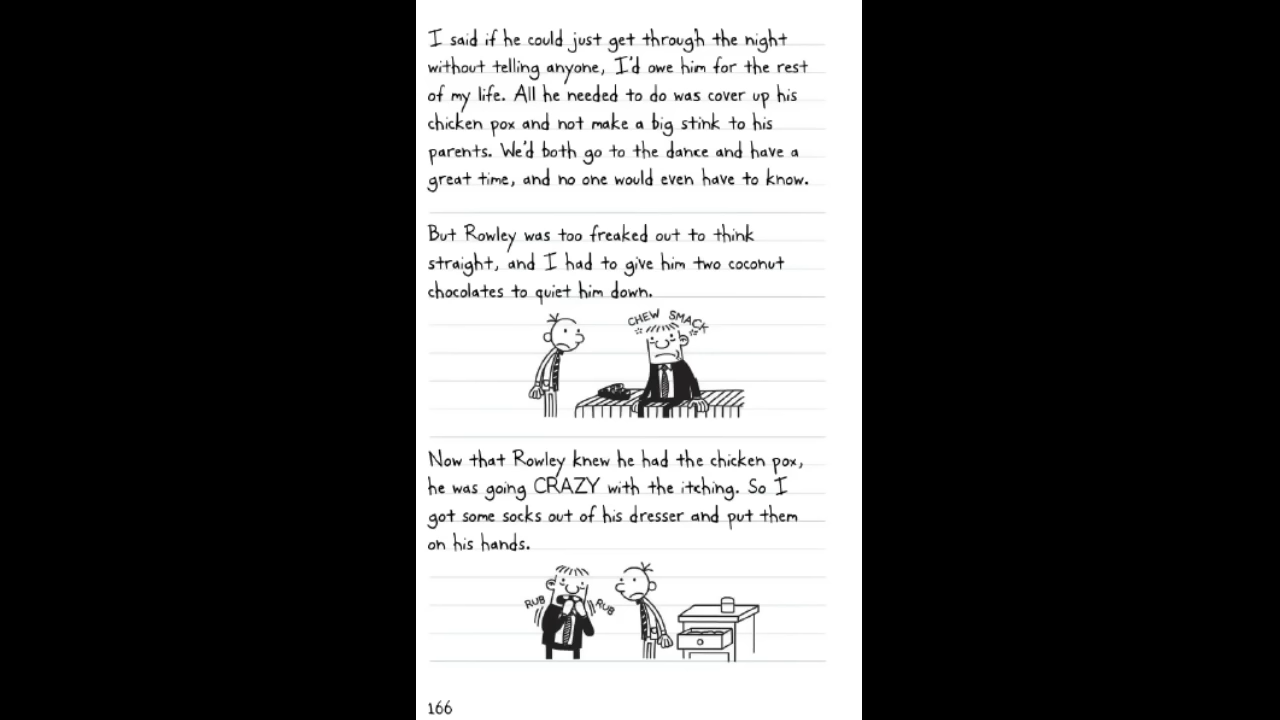 I said if he could just get through the night
without telling anyone, I'd owe him for the rest
of my life. All he needed to do was cover up his
chicken pox and not make a big stink to his
parents. We'd both go to the dance and have a
great time, and no one would even have to know.
But Rowley was too freaked out to think
straight, and I had to give him two coconut
chocolates to quiet him down.
CHEW SMACK
Now that Rowley knew he had the chicken pox,
he was going CRAZY with the itching. So I
got some socks out of his dresser and put them
on his hands.
RUB RUB
166